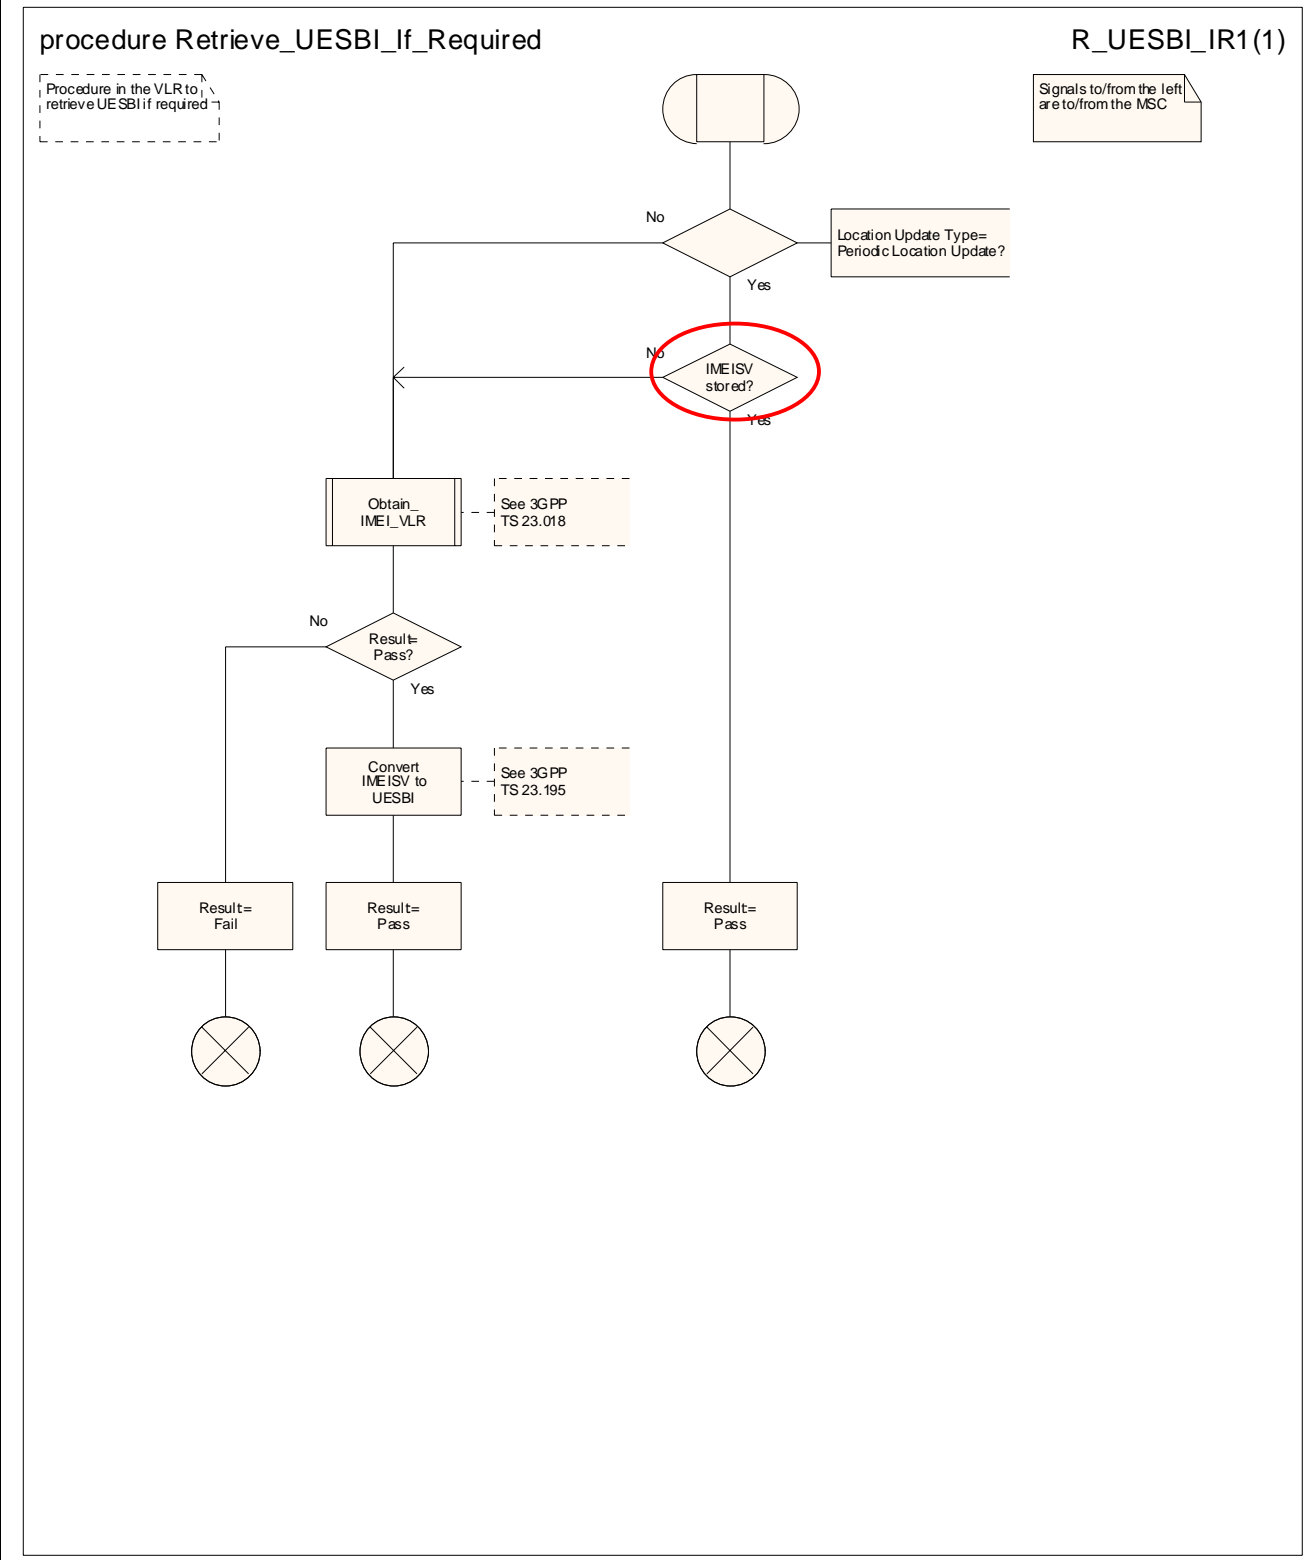 procedure Retrieve_UESBI_If_Required
R_UESBI_IR1(1)
Procedure in the VLR to
retrieve UESBI if required
Signals to/from the left
are to/from the MSC
No
Location Update Type=
Periodic Location Update?
Yes
No
IMEISV
stored?
Yes
Obtain_
IMEI_VLR
See 3GPP
TS 23.018
No
Result=
Pass?
Yes
Convert
IMEISV to
UESBI
See 3GPP
TS 23.195
Result=
Fail
Result=
Pass
Result=
Pass